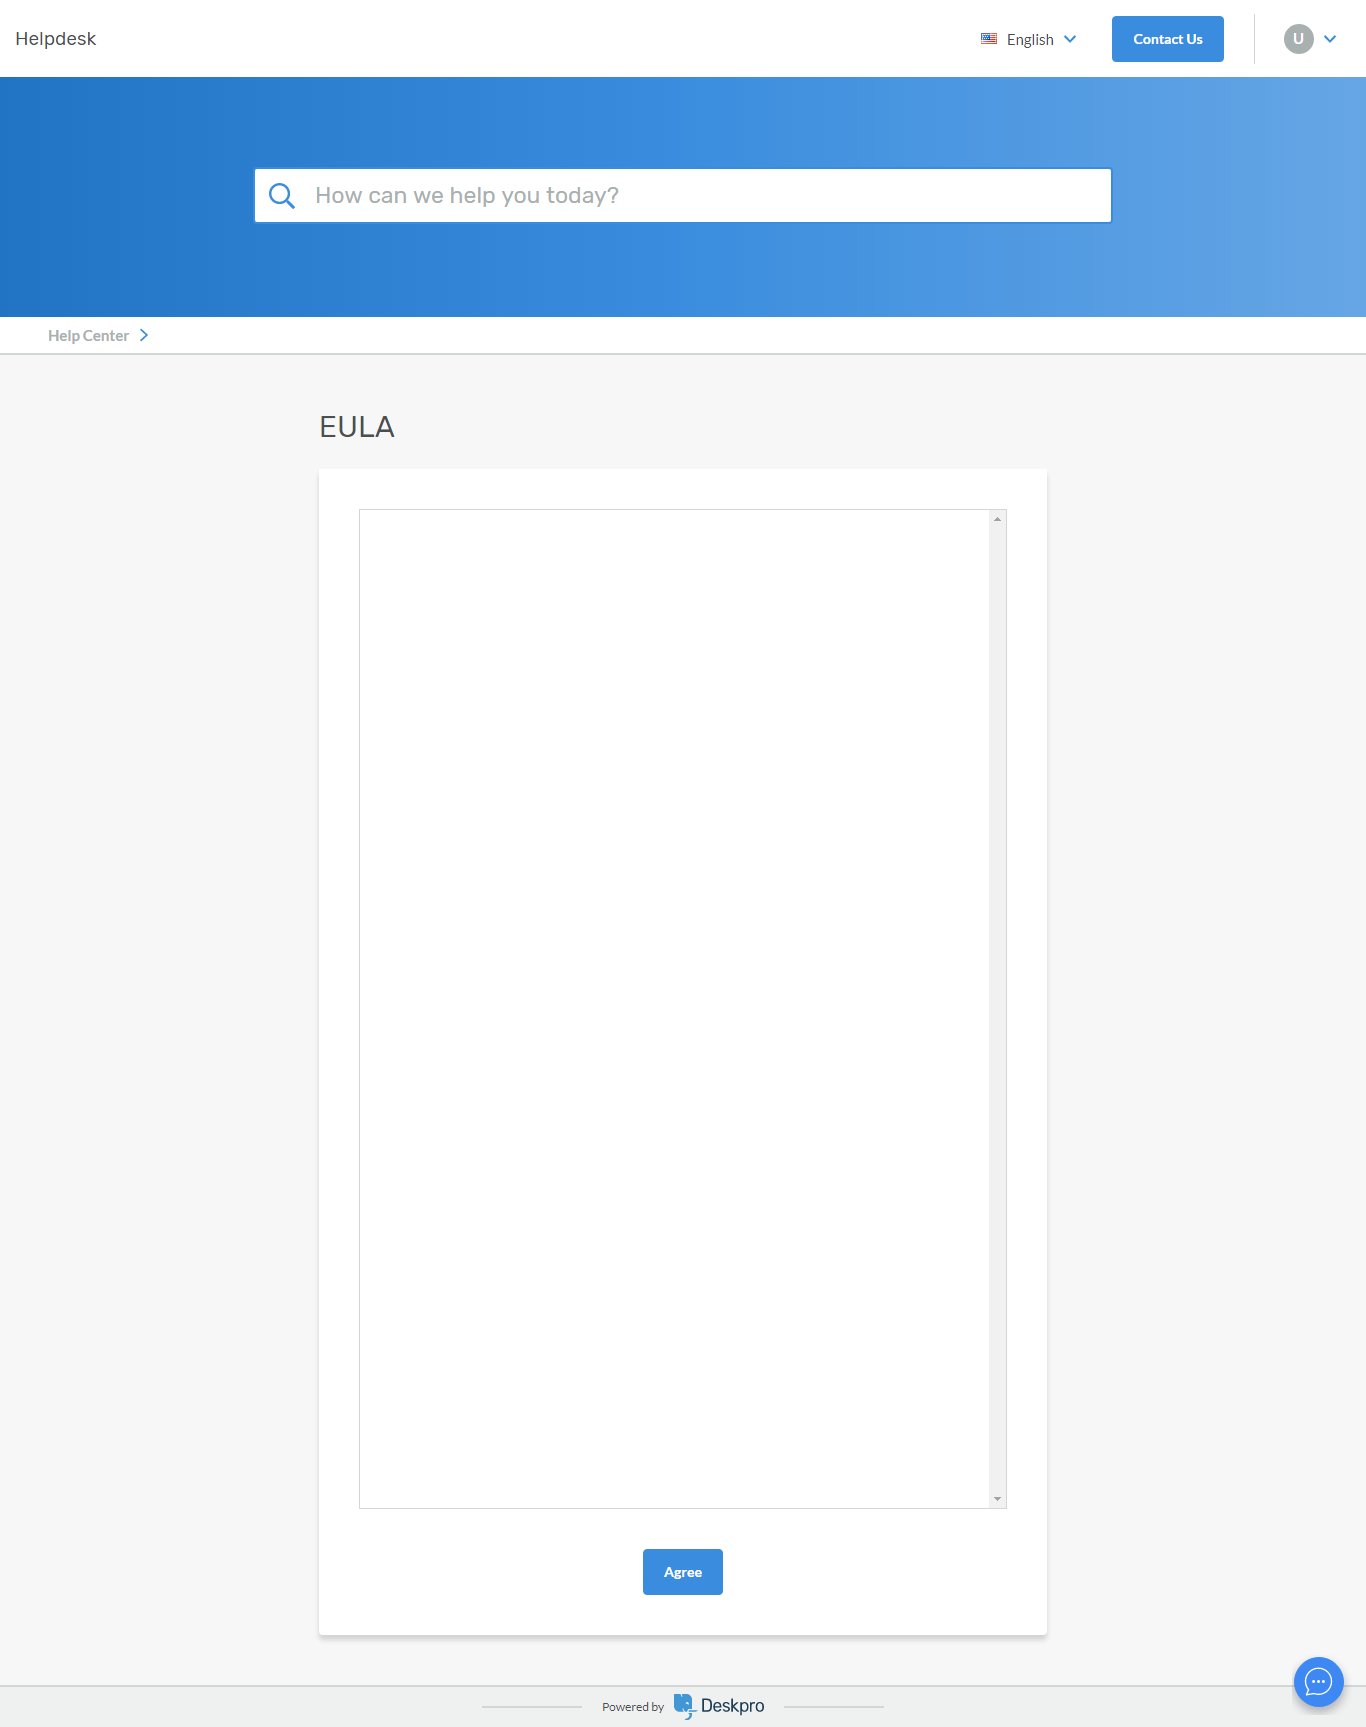 Helpdesk
English
Contact Us
U
How can we help you today?
Help Center
EULA
Agree
Powered by Deskpro